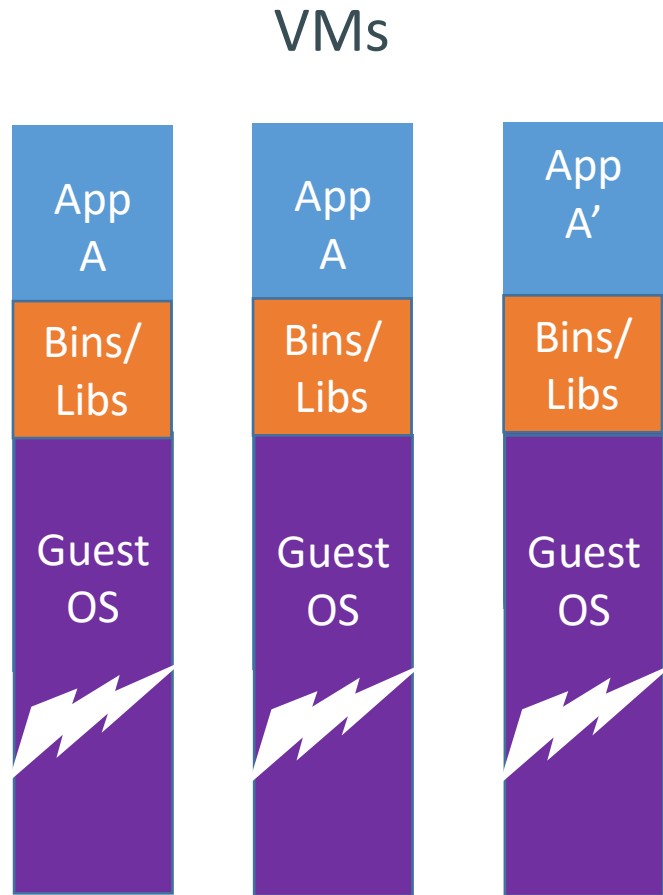 VMs
App
A
Bins/
Libs
Guest
OS
App
A
Bins/
Libs
Guest
OS
App
A’
Bins/
Libs
Guest
OS